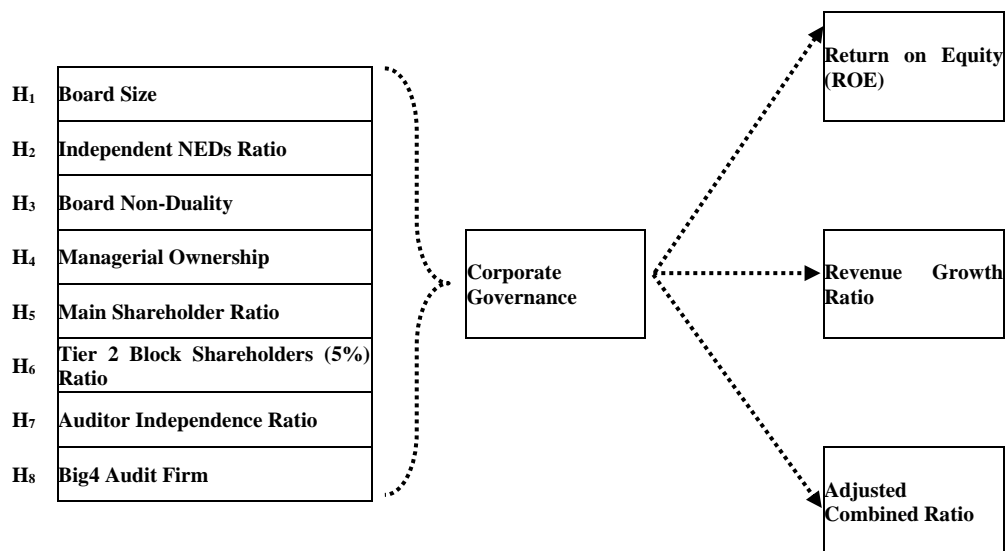 H1 Board Size
H2 Independent NEDs Ratio
H3 Board Non-Duality
H4 Managerial Ownership
H5 Main Shareholder Ratio
H6 Tier 2 Block Shareholders (5%)
Ratio
H7 Auditor Independence Ratio
H8 Big4 Audit Firm
Corporate
Governance
Return on Equity
(ROE)
Revenue Growth
Ratio
Adjusted
Combined Ratio